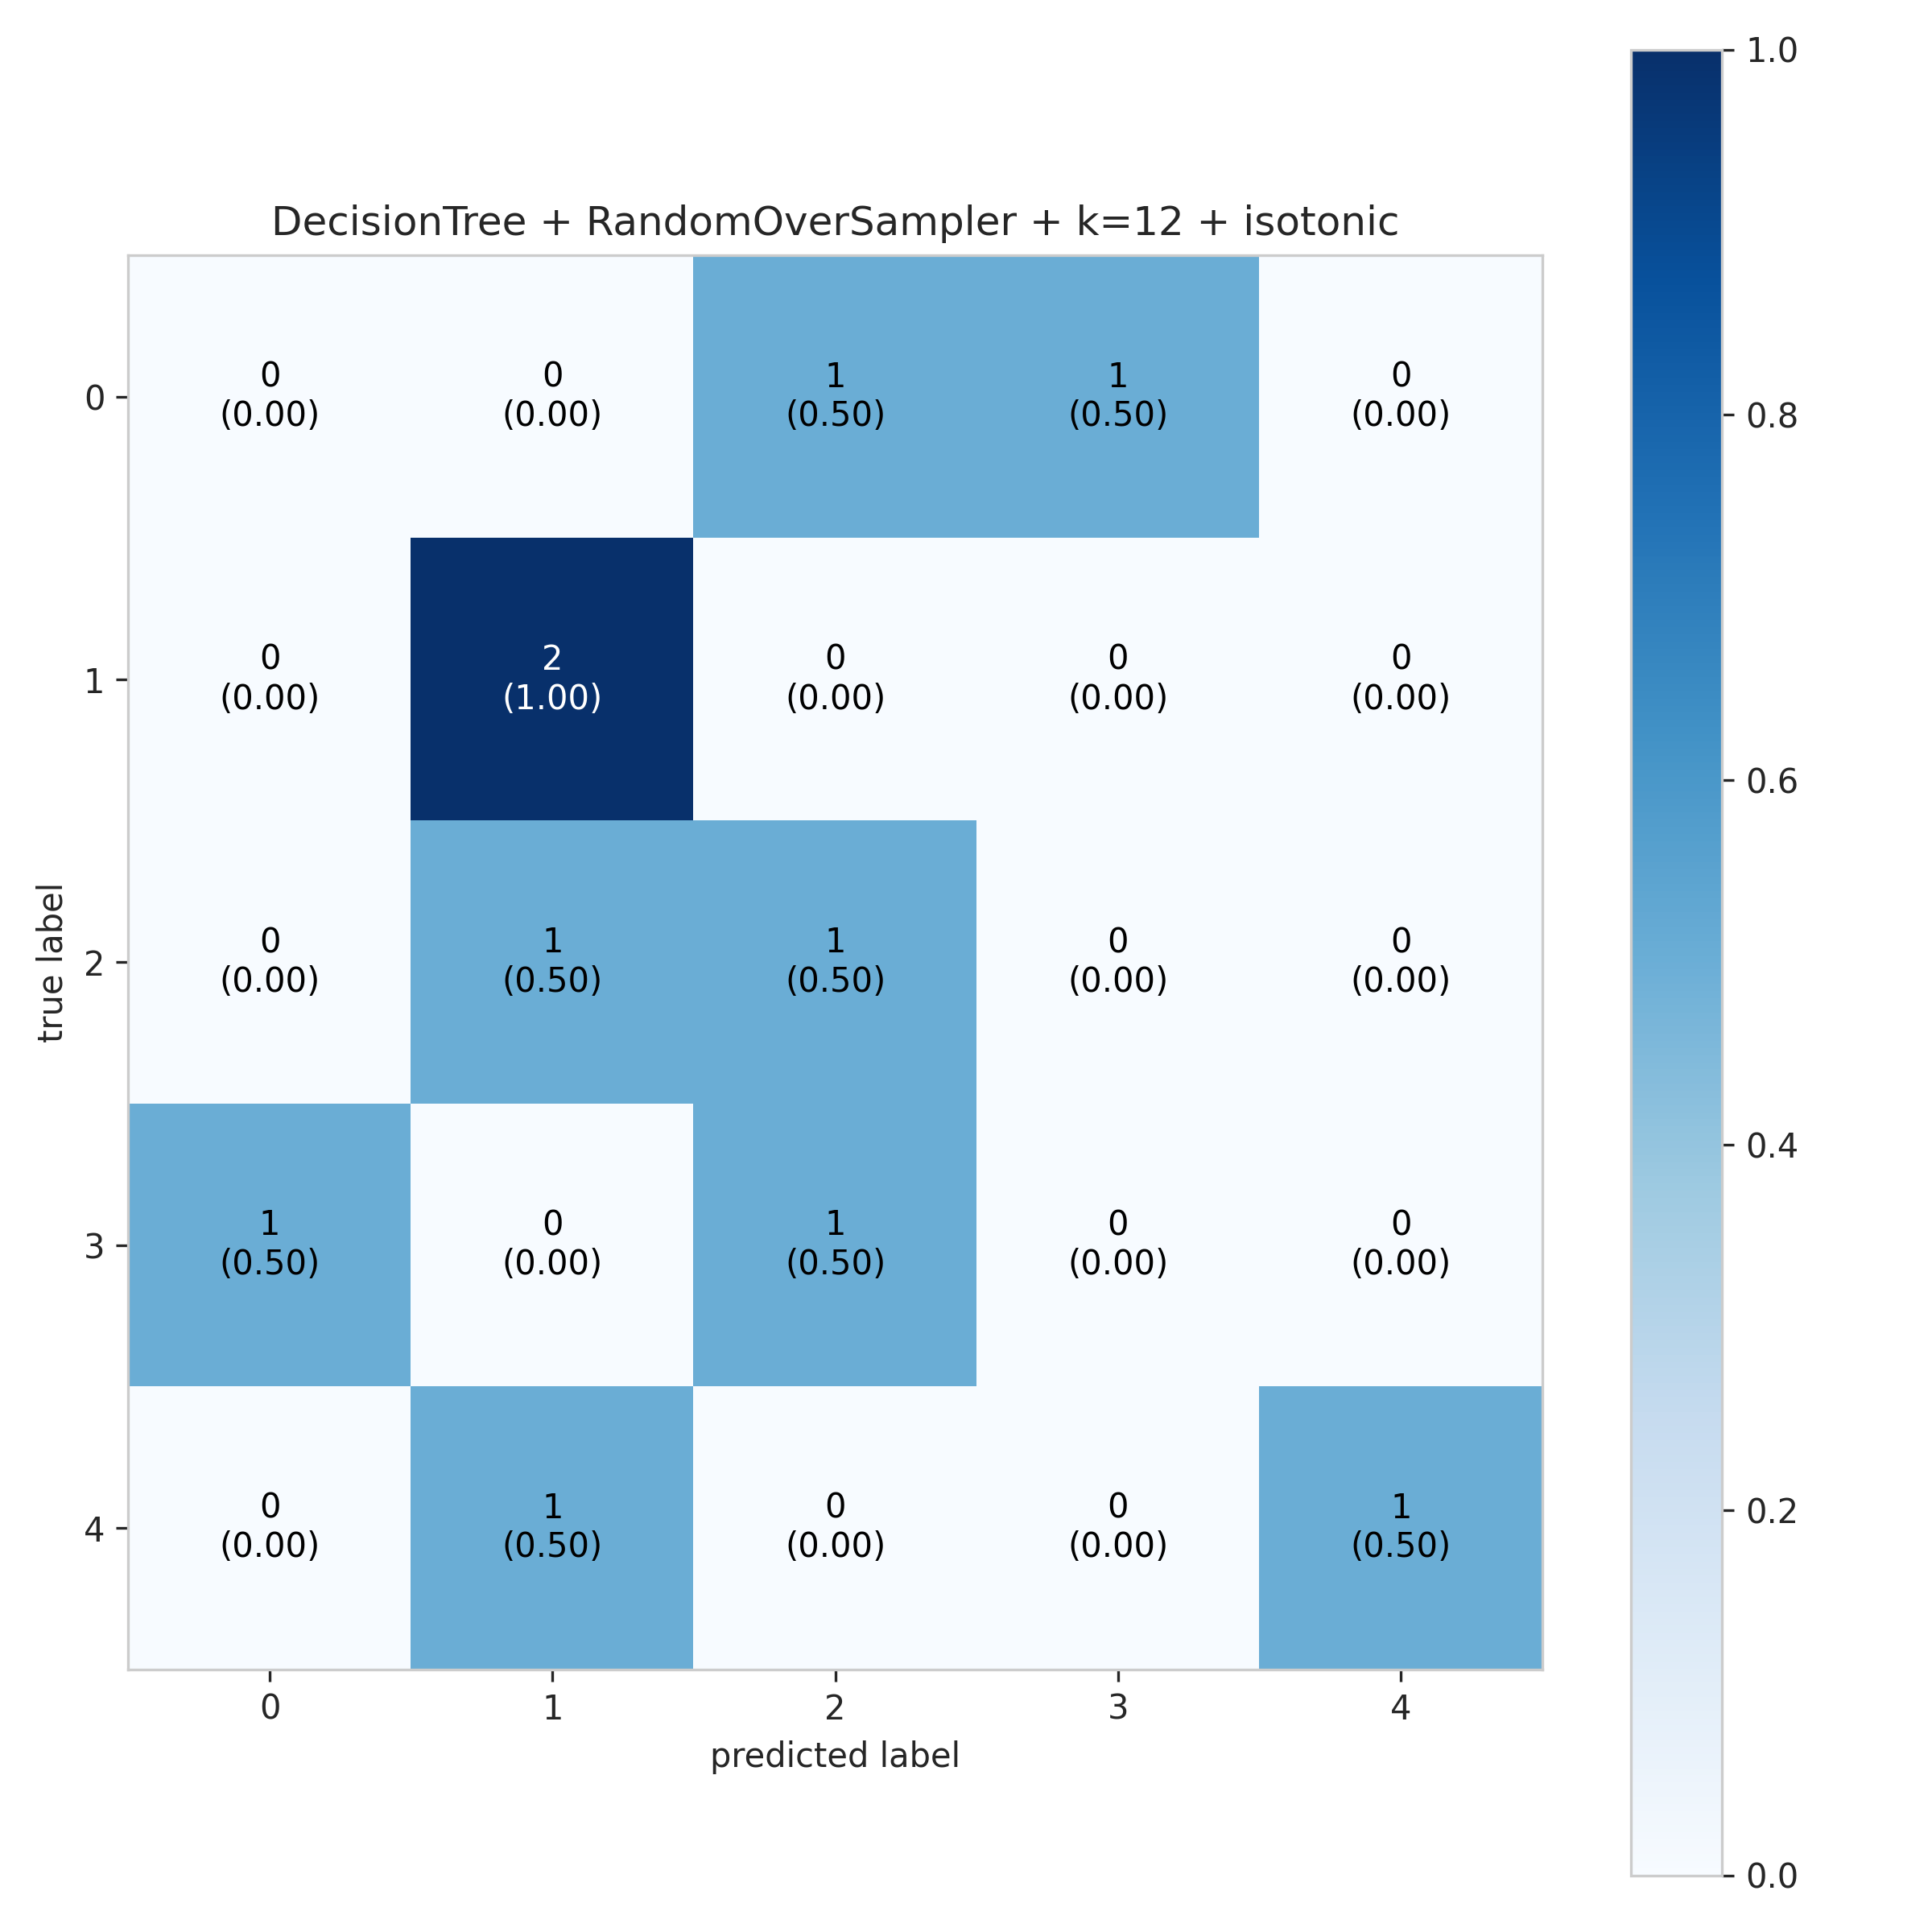 DecisionTree + RandomOverSampler + k=12 + isotonic
0 0 1 1 0
(0.00) (0.00) (0.50) (0.50) (0.00)
0
0 2 0 0 0
(0.00) (1.00) (0.00) (0.00) (0.00)
1
0 1 1 0 0
(0.00) (0.50) (0.50) (0.00) (0.00)
2
1 0 1 0 0
(0.50) (0.00) (0.50) (0.00) (0.00)
3
0 1 0 0 1
(0.00) (0.50) (0.00) (0.00) (0.50)
4
true label
0 1 2 3 4
predicted label
1.0
0.8
0.6
0.4
0.2
0.0